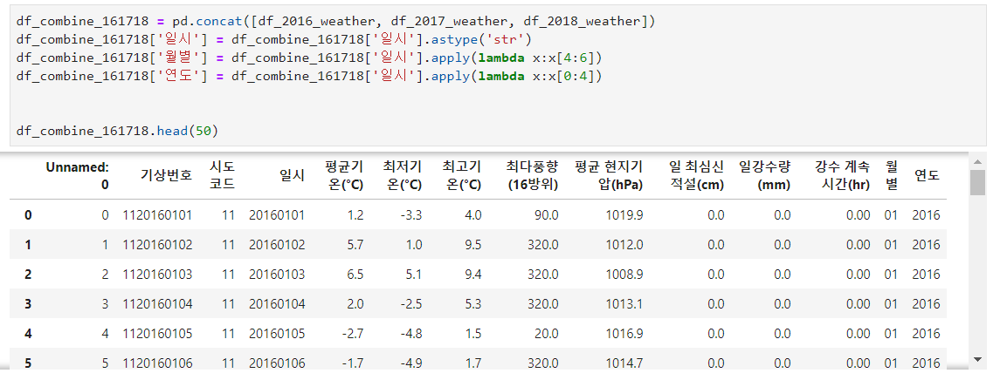 df_combine_161718 = pd.concat([df_2016_weather, df_2017_weather, df_2018_weather])
df_combine_161718['일시'] = df_combine_161718['일시'].astype('str')
df_combine_161718['월별'] = df_combine_161718['일시'].apply(lambda x:x[4:6])
df_combine_161718['연도'] = df_combine_161718['일시'].apply(lambda x:x[0:4])
df_combine_161718.head(50)
Unnamed: 0 기상번호 시도코드 일시 평균기온(°C) 최저기온(°C) 최고기온(°C) 최다풍향(16방위) 평균 현지기압(hPa) 일 최심신적설(cm) 일강수량(mm) 강수 계속시간(hr) 월별 연도
0 0 1120160101 11 20160101 1.2 -3.3 4.0 90.0 1019.9 0.0 0.0 0.00 01 2016
1 1 1120160102 11 20160102 5.7 1.0 9.5 320.0 1012.0 0.0 0.0 0.00 01 2016
2 2 1120160103 11 20160103 6.5 5.1 9.4 320.0 1008.9 0.0 0.0 0.00 01 2016
3 3 1120160104 11 20160104 2.0 -2.5 5.3 320.0 1013.1 0.0 0.0 0.00 01 2016
4 4 1120160105 11 20160105 -2.7 -4.8 1.5 20.0 1016.9 0.0 0.0 0.00 01 2016
5 5 1120160106 11 20160106 -1.7 -4.9 1.7 320.0 1014.7 0.0 0.0 0.00 01 2016